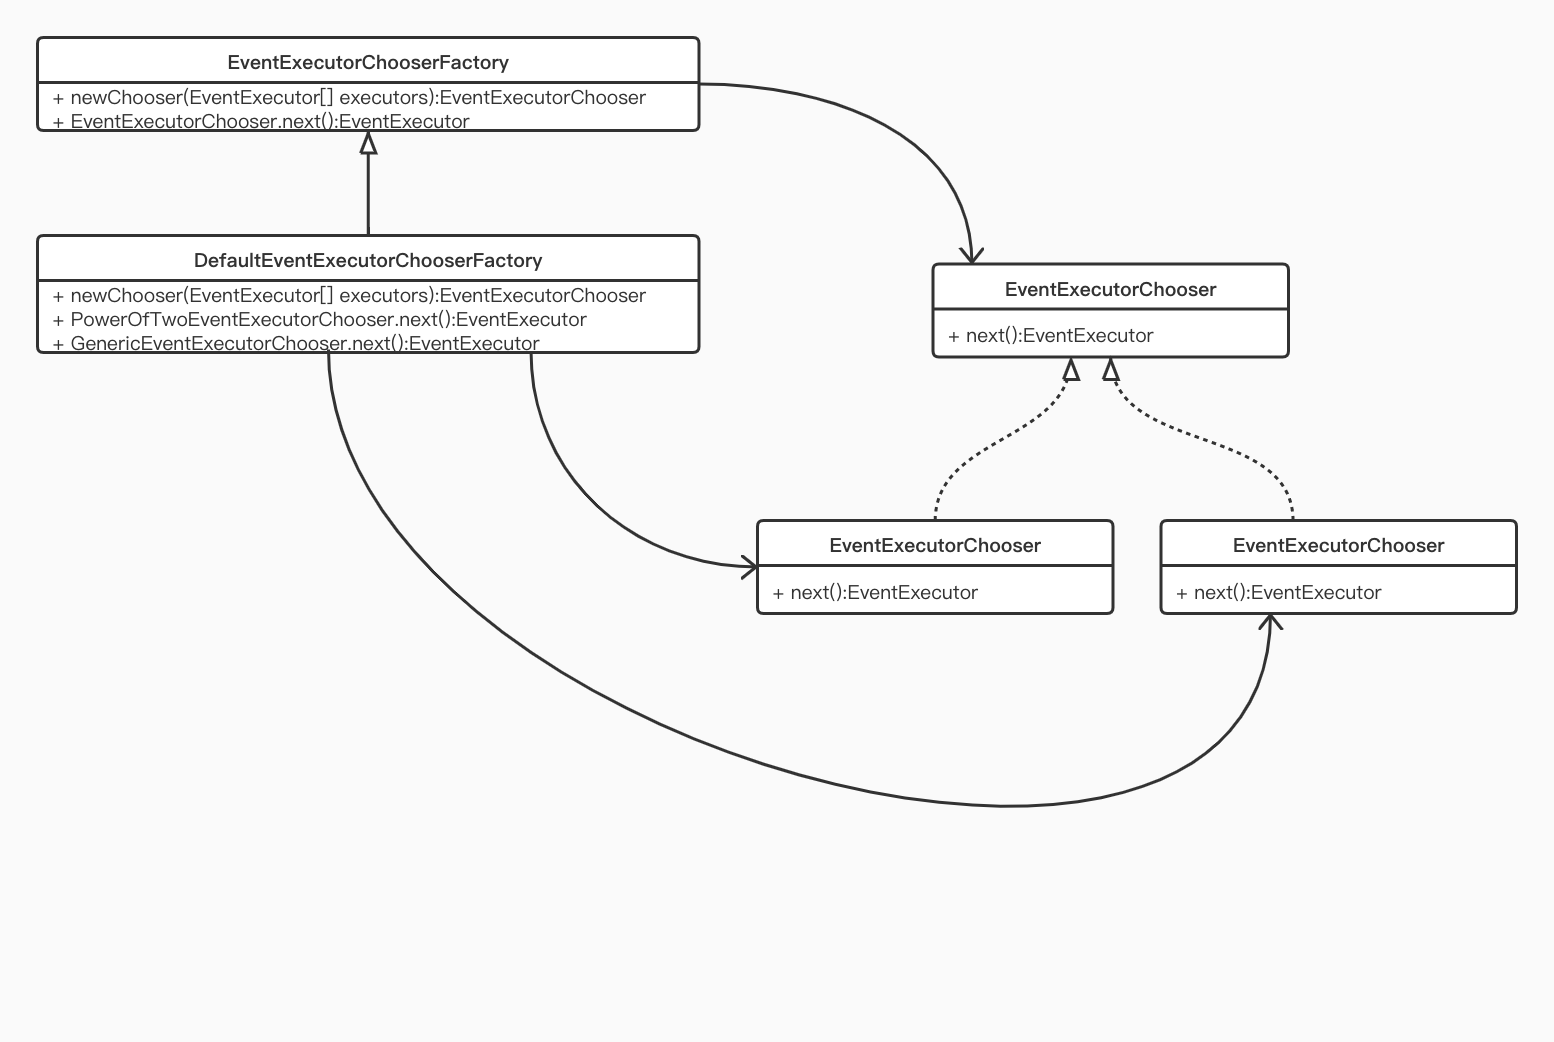 EventExecutorChooserFactory
+ newChooser(EventExecutor[] executors):EventExecutorChooser
+ EventExecutorChooser.next():EventExecutor
DefaultEventExecutorChooserFactory
+ newChooser(EventExecutor[] executors):EventExecutorChooser
+ PowerOfTwoEventExecutorChooser.next():EventExecutor
+ GenericEventExecutorChooser.next():EventExecutor
EventExecutorChooser
+ next():EventExecutor
EventExecutorChooser
+ next():EventExecutor
EventExecutorChooser
+ next():EventExecutor